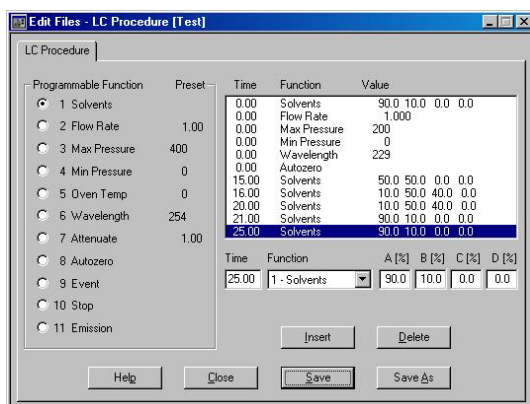 Edit Files - LC Procedure [Test]
LC Procedure
Programmable Function Preset
1 Solvents
2 Flow Rate 1.00
3 Max Pressure 400
4 Min Pressure 0
5 Oven Temp 0
6 Wavelength 254
7 Attenuate 1.00
8 Autozero
9 Event
10 Stop
11 Emission
Time Function Value
0.00 Solvents 90.0 10.0 0.0 0.0
0.00 Flow Rate 1.000
0.00 Max Pressure 200
0.00 Min Pressure 0
0.00 Wavelength 229
0.00 Autozero
15.00 Solvents 50.0 50.0 0.0 0.0
16.00 Solvents 10.0 50.0 40.0 0.0
20.00 Solvents 10.0 50.0 40.0 0.0
21.00 Solvents 90.0 10.0 0.0 0.0
25.00 Solvents 90.0 10.0 0.0 0.0
Time Function A [%] B [%] C [%] D [%]
25.00 1 - Solvents 90.0 10.0 0.0 0.0
Insert Delete
Help Close Save Save As